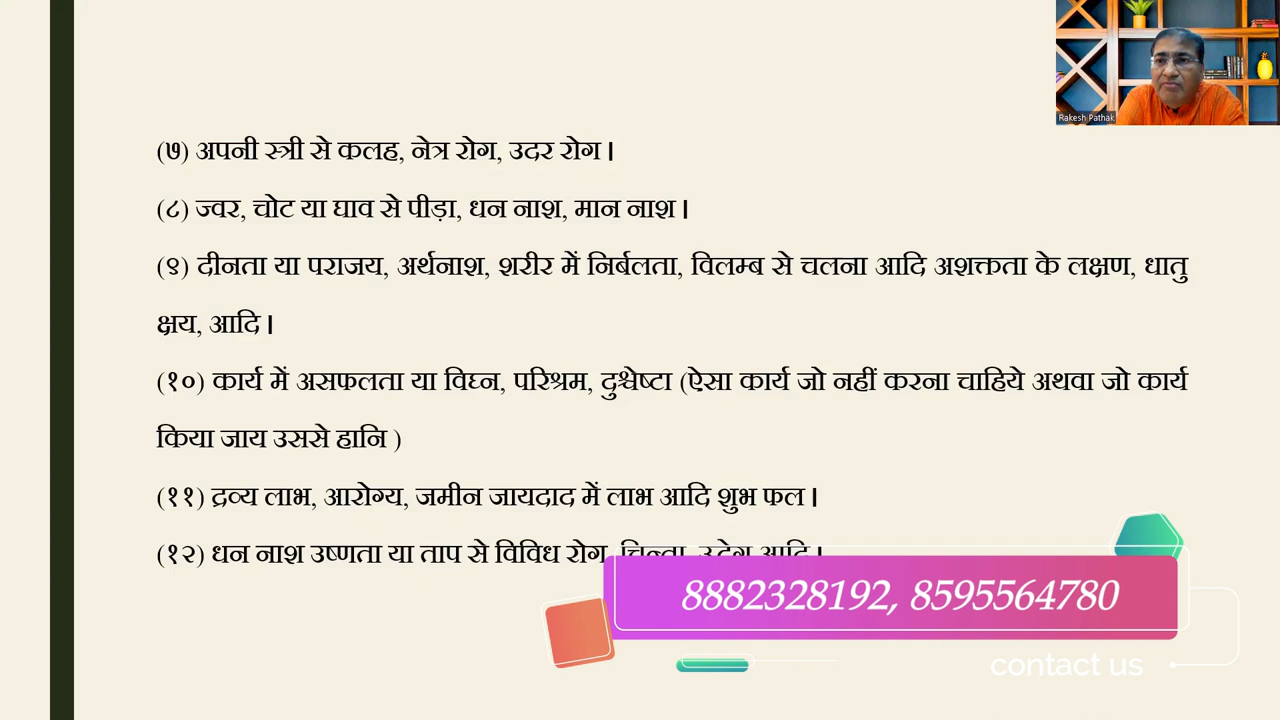 Rakesh Pathak
(७) अपनी स्त्री से कलह, नेत्र रोग, उदर रोग ।
(८) ज्वर, चोट या घाव से पीड़ा, धन नाश, मान नाश ।
(९) दीनता या पराजय, अर्थनाश, शरीर में निर्बलता, विलम्ब से चलना आदि अशक्तता के लक्षण, धातु
क्षय, आदि ।
(१०) कार्य में असफलता या विघ्न, परिश्रम, दुश्चेष्टा (ऐसा कार्य जो नहीं करना चाहिये अथवा जो कार्य
किया जाय उससे हानि )
(११) द्रव्य लाभ, आरोग्य, जमीन जायदाद में लाभ आदि शुभ फल ।
(१२) धन नाश उष्णता या ताप से विविध रोग, चिन्ता, उद्वेग आदि ।
8882328192, 8595564780
contact us